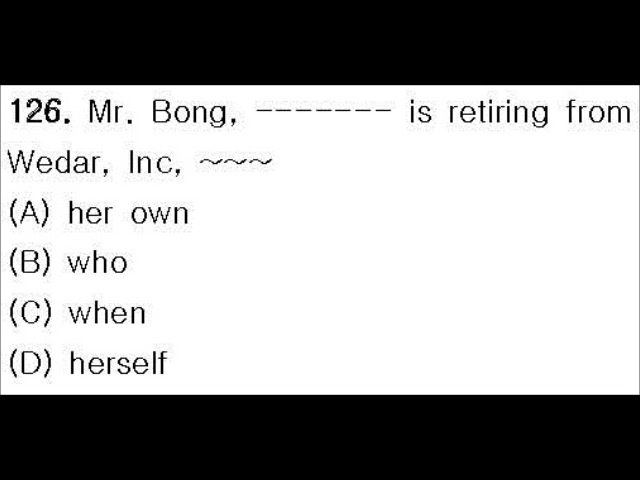 126. Mr. Bong, ------- is retiring from
Wedar, Inc, ~~~
(A) her own
(B) who
(C) when
(D) herself